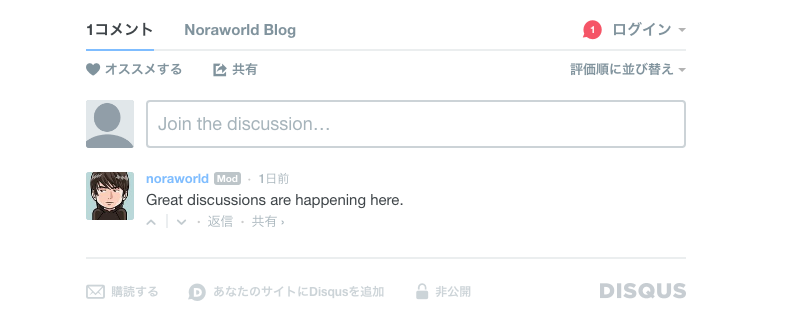 1コメント Noraworld Blog 1 ログイン
オススメする 共有 評価順に並び替え
Join the discussion…
noraworld Mod · 1日前
Great discussions are happening here.
· 返信 · 共有 ›
購読する D あなたのサイトにDisqusを追加 非公開 DISQUS